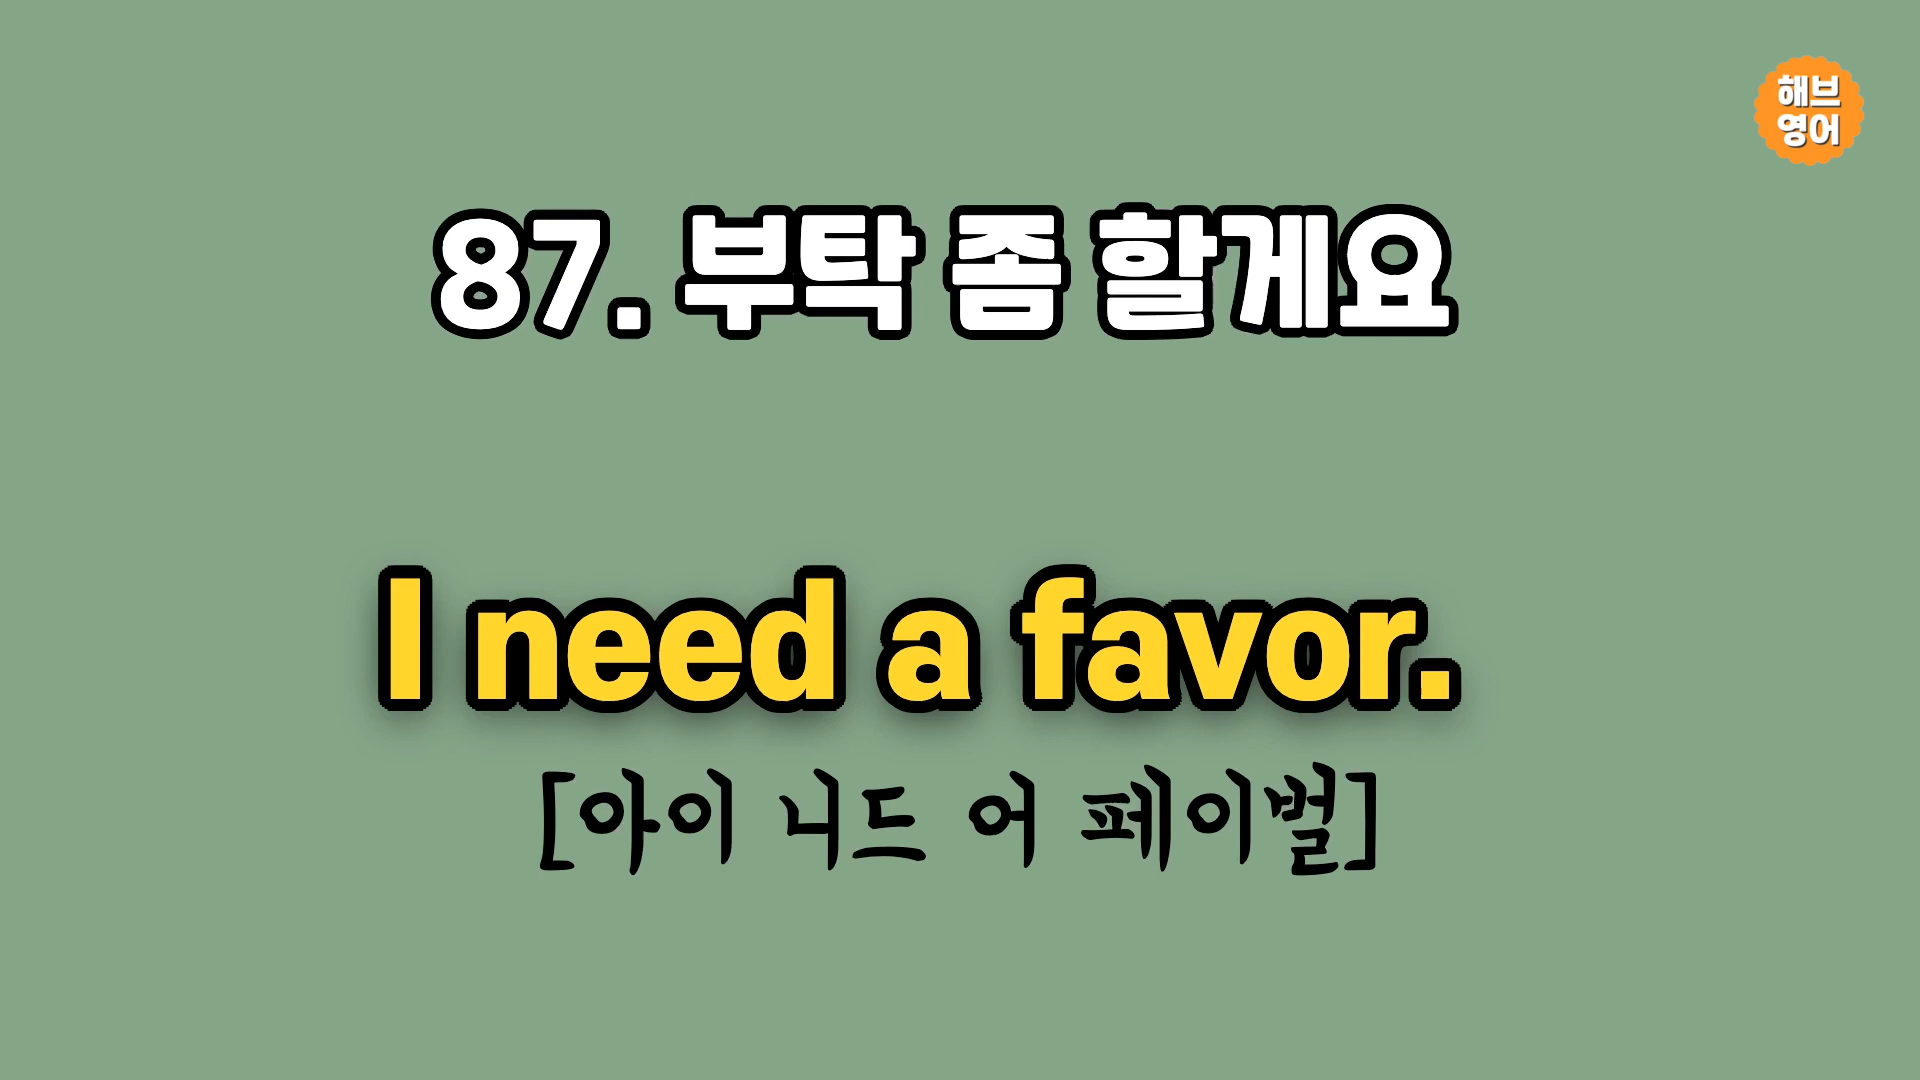 해브
영어
87. 부탁 좀 할게요
I need a favor.
[아이 니드 어 페이벌]